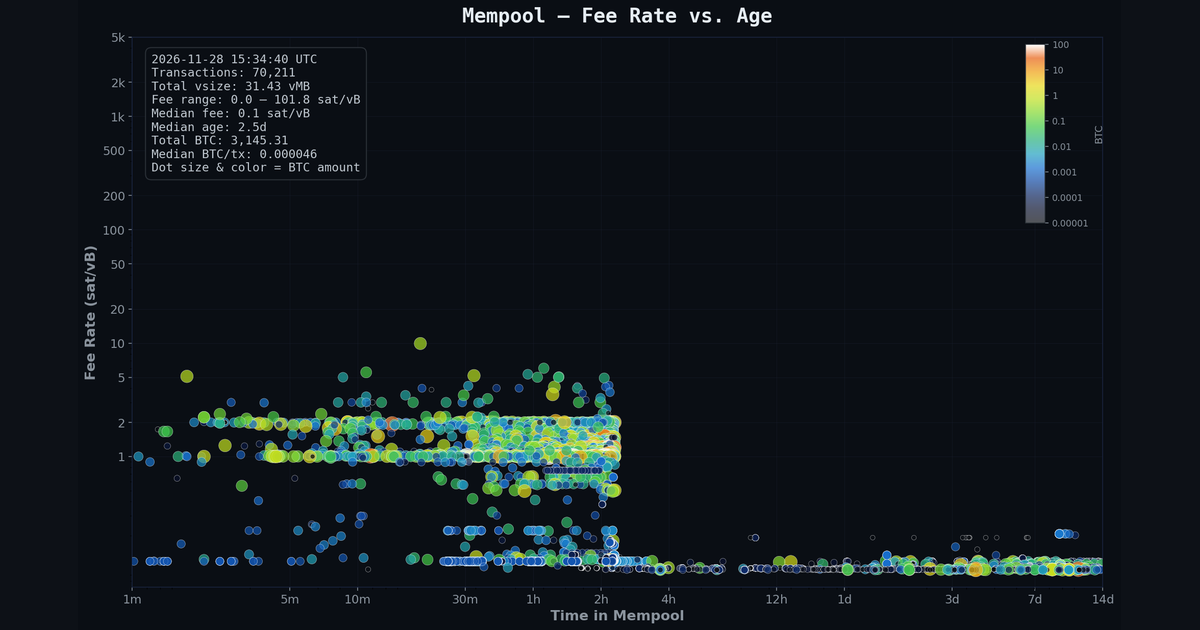 Mempool — Fee Rate vs. Age
2026-11-28 15:34:40 UTC
Transactions: 70,211
Total vsize: 31.43 vMB
Fee range: 0.0 — 101.8 sat/vB
Median fee: 0.1 sat/vB
Median age: 2.5d
Total BTC: 3,145.31
Median BTC/tx: 0.000046
Dot size & color = BTC amount
5k
2k
1k
500
200
100
50
20
10
5
2
1
Fee Rate (sat/vB)
100
10
1
0.1
0.01
0.001
0.0001
0.00001
BTC
1m
5m
10m
30m
1h
2h
4h
12h
1d
3d
7d
14d
Time in Mempool